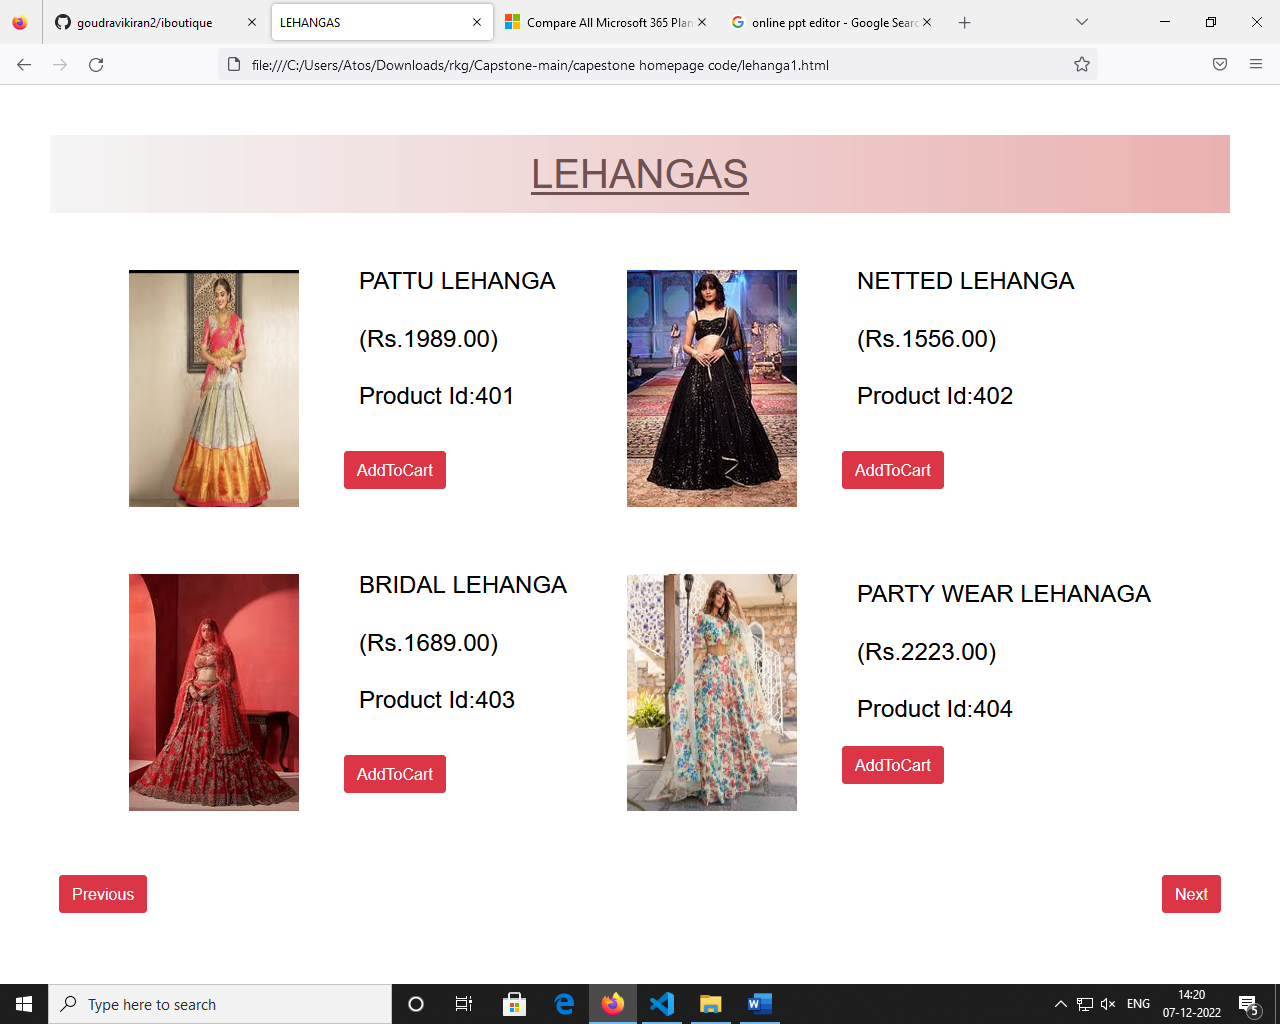 goudravikiran2/iboutique
LEHANGAS
Compare All Microsoft 365 Plan
online ppt editor - Google Searc
file:///C:/Users/Atos/Downloads/rkg/Capstone-main/capestone homepage code/lehanga1.html
LEHANGAS
PATTU LEHANGA
(Rs.1989.00)
Product Id:401
AddToCart
NETTED LEHANGA
(Rs.1556.00)
Product Id:402
AddToCart
BRIDAL LEHANGA
(Rs.1689.00)
Product Id:403
AddToCart
PARTY WEAR LEHANAGA
(Rs.2223.00)
Product Id:404
AddToCart
Previous
Next
Type here to search
ENG
14:20
07-12-2022
5